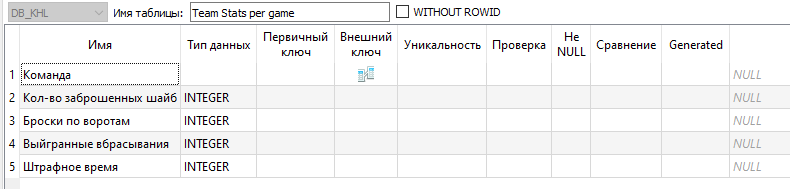 DB_KHL Имя таблицы: Team Stats per game WITHOUT ROWID
Имя Тип данных Первичный ключ Внешний ключ Уникальность Проверка Не NULL Сравнение Generated
1 Команда NULL
2 Кол-во заброшенных шайб INTEGER NULL
3 Броски по воротам INTEGER NULL
4 Выйгранные вбрасывания INTEGER NULL
5 Штрафное время INTEGER NULL